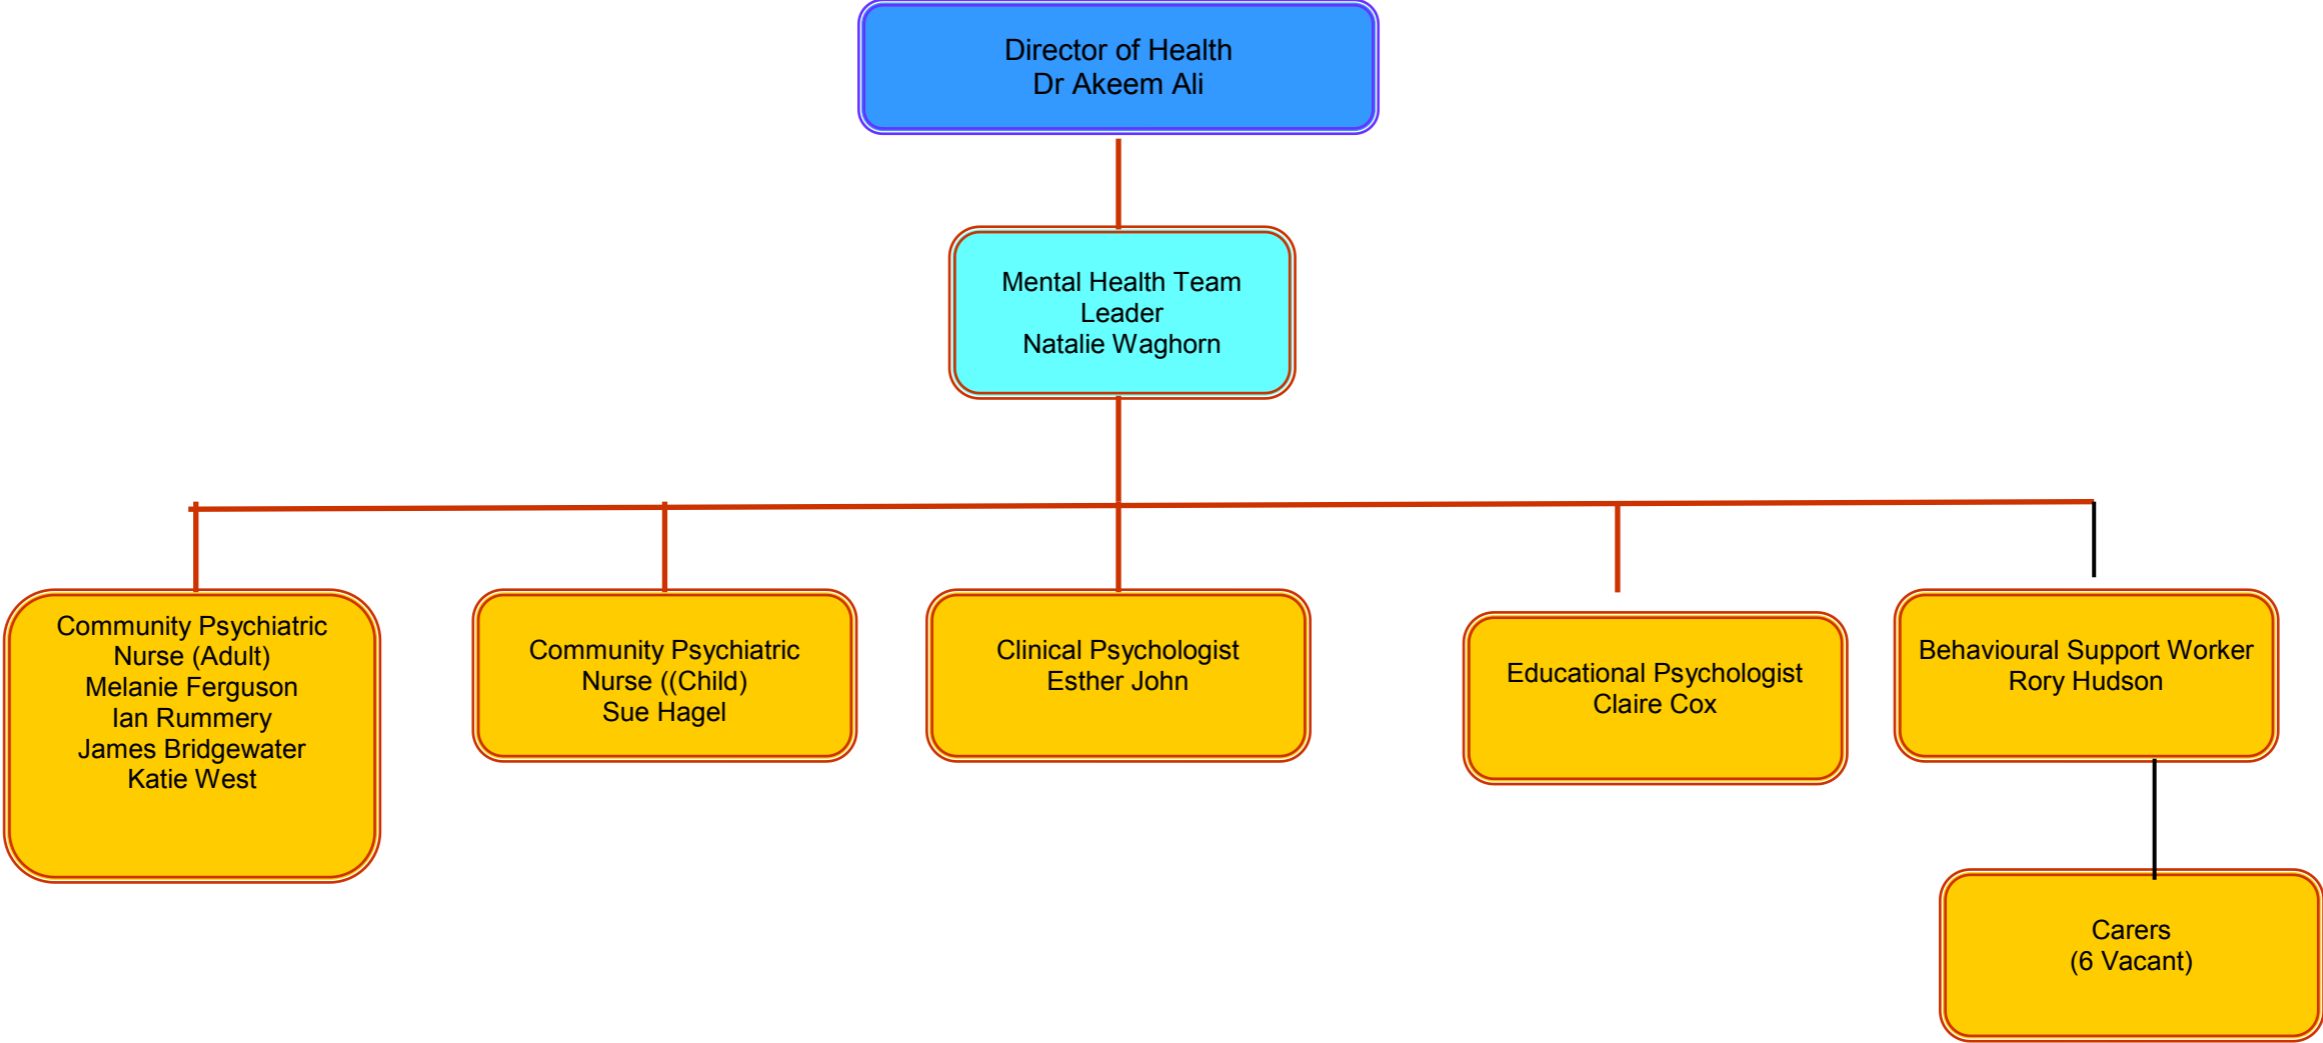 Director of Health
Dr Akeem Ali
Mental Health Team
Leader
Natalie Waghorn
Community Psychiatric
Nurse (Adult)
Melanie Ferguson
Ian Rummery
James Bridgewater
Katie West
Community Psychiatric
Nurse ((Child)
Sue Hagel
Clinical Psychologist
Esther John
Educational Psychologist
Claire Cox
Behavioural Support Worker
Rory Hudson
Carers
(6 Vacant)